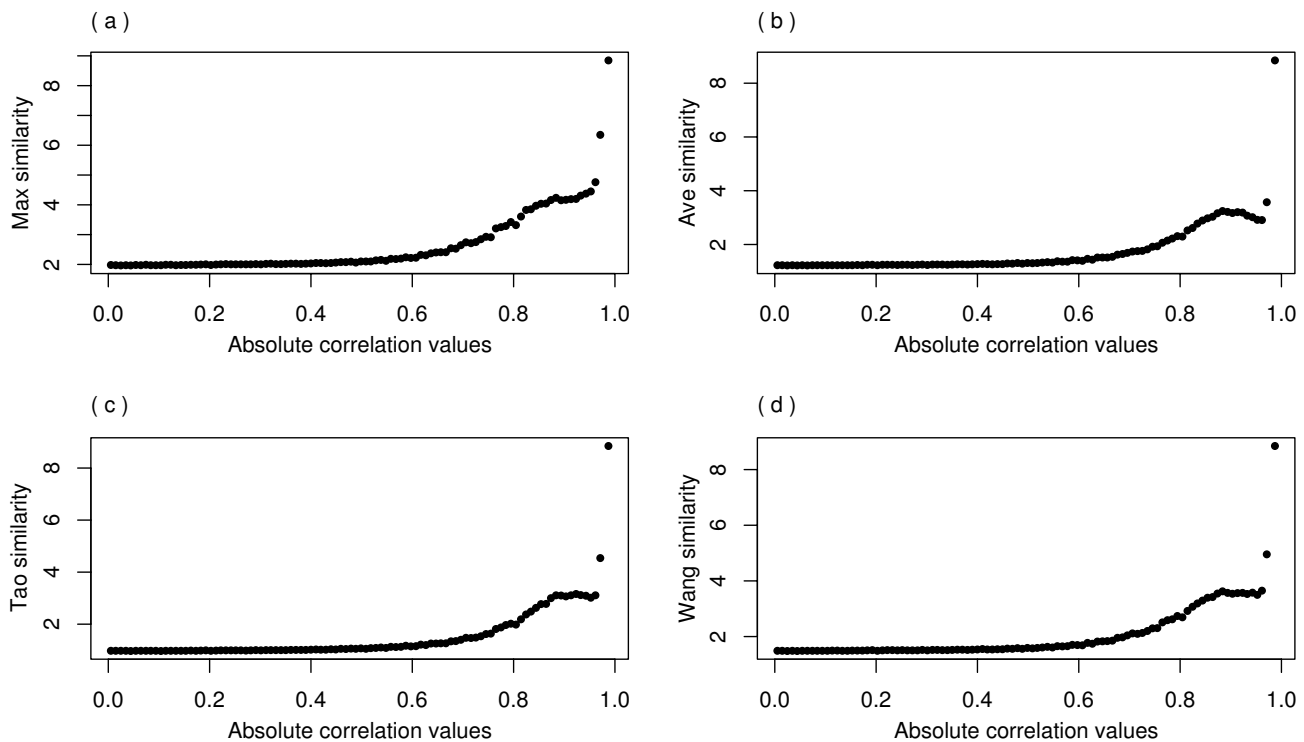 ( a )
Max similarity
8
6
4
2
0.0 0.2 0.4 0.6 0.8 1.0
Absolute correlation values
( b )
Ave similarity
8
6
4
2
0.0 0.2 0.4 0.6 0.8 1.0
Absolute correlation values
( c )
Tao similarity
8
6
4
2
0.0 0.2 0.4 0.6 0.8 1.0
Absolute correlation values
( d )
Wang similarity
8
6
4
2
0.0 0.2 0.4 0.6 0.8 1.0
Absolute correlation values